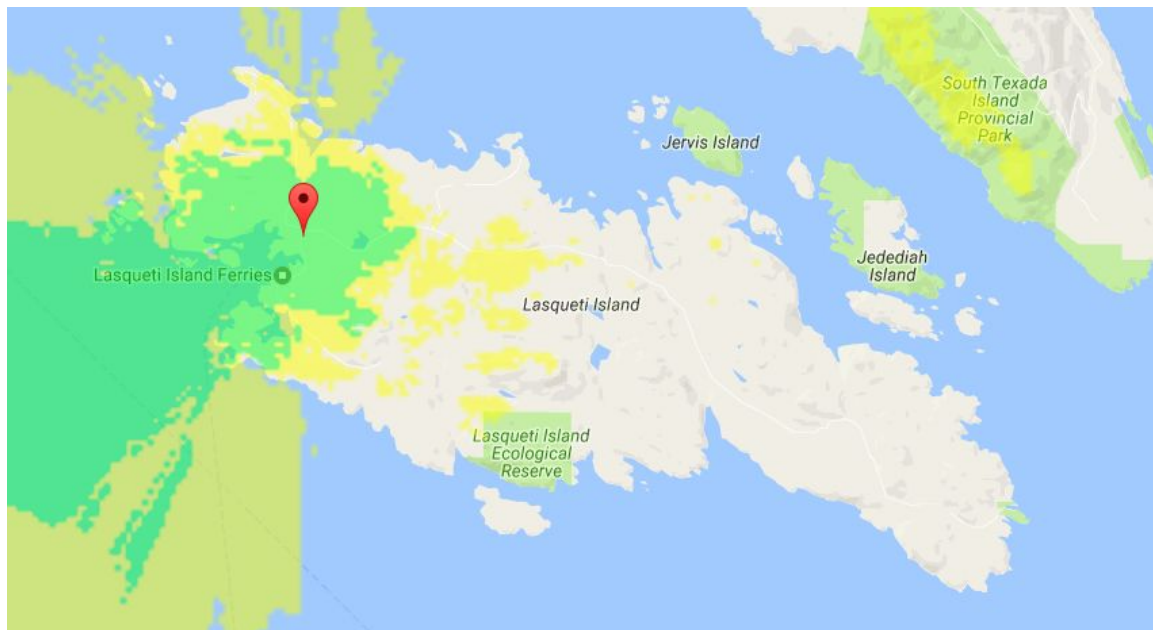 South Texada
Island
Provincial
Park
Jervis Island
Jedediah
Island
Lasqueti Island Ferries
Lasqueti Island
Lasqueti Island
Ecological
Reserve